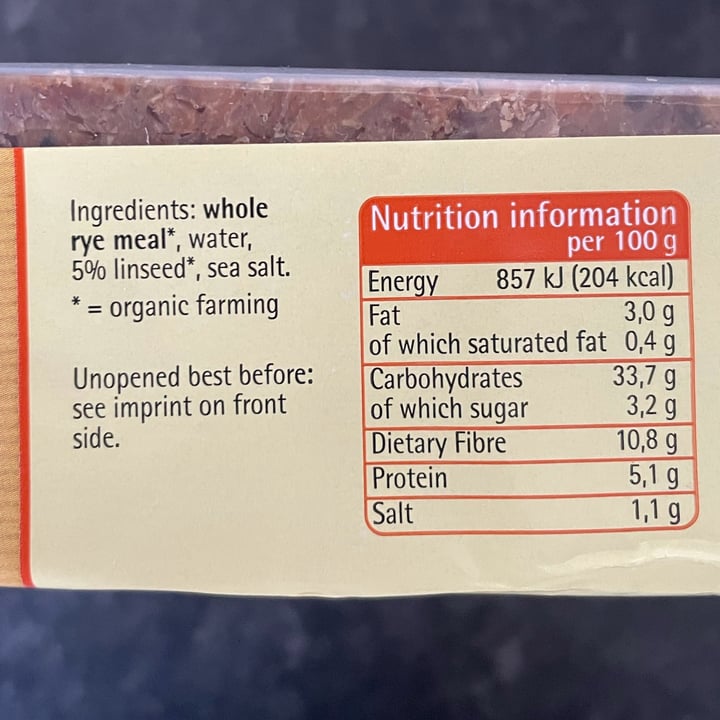 Ingredients: whole
rye meal*, water,
5% linseed*, sea salt.
* = organic farming
Unopened best before:
see imprint on front
side.
Nutrition information
per 100 g
Energy 857 kJ (204 kcal)
Fat 3,0 g
of which saturated fat 0,4 g
Carbohydrates 33,7 g
of which sugar 3,2 g
Dietary Fibre 10,8 g
Protein 5,1 g
Salt 1,1 g